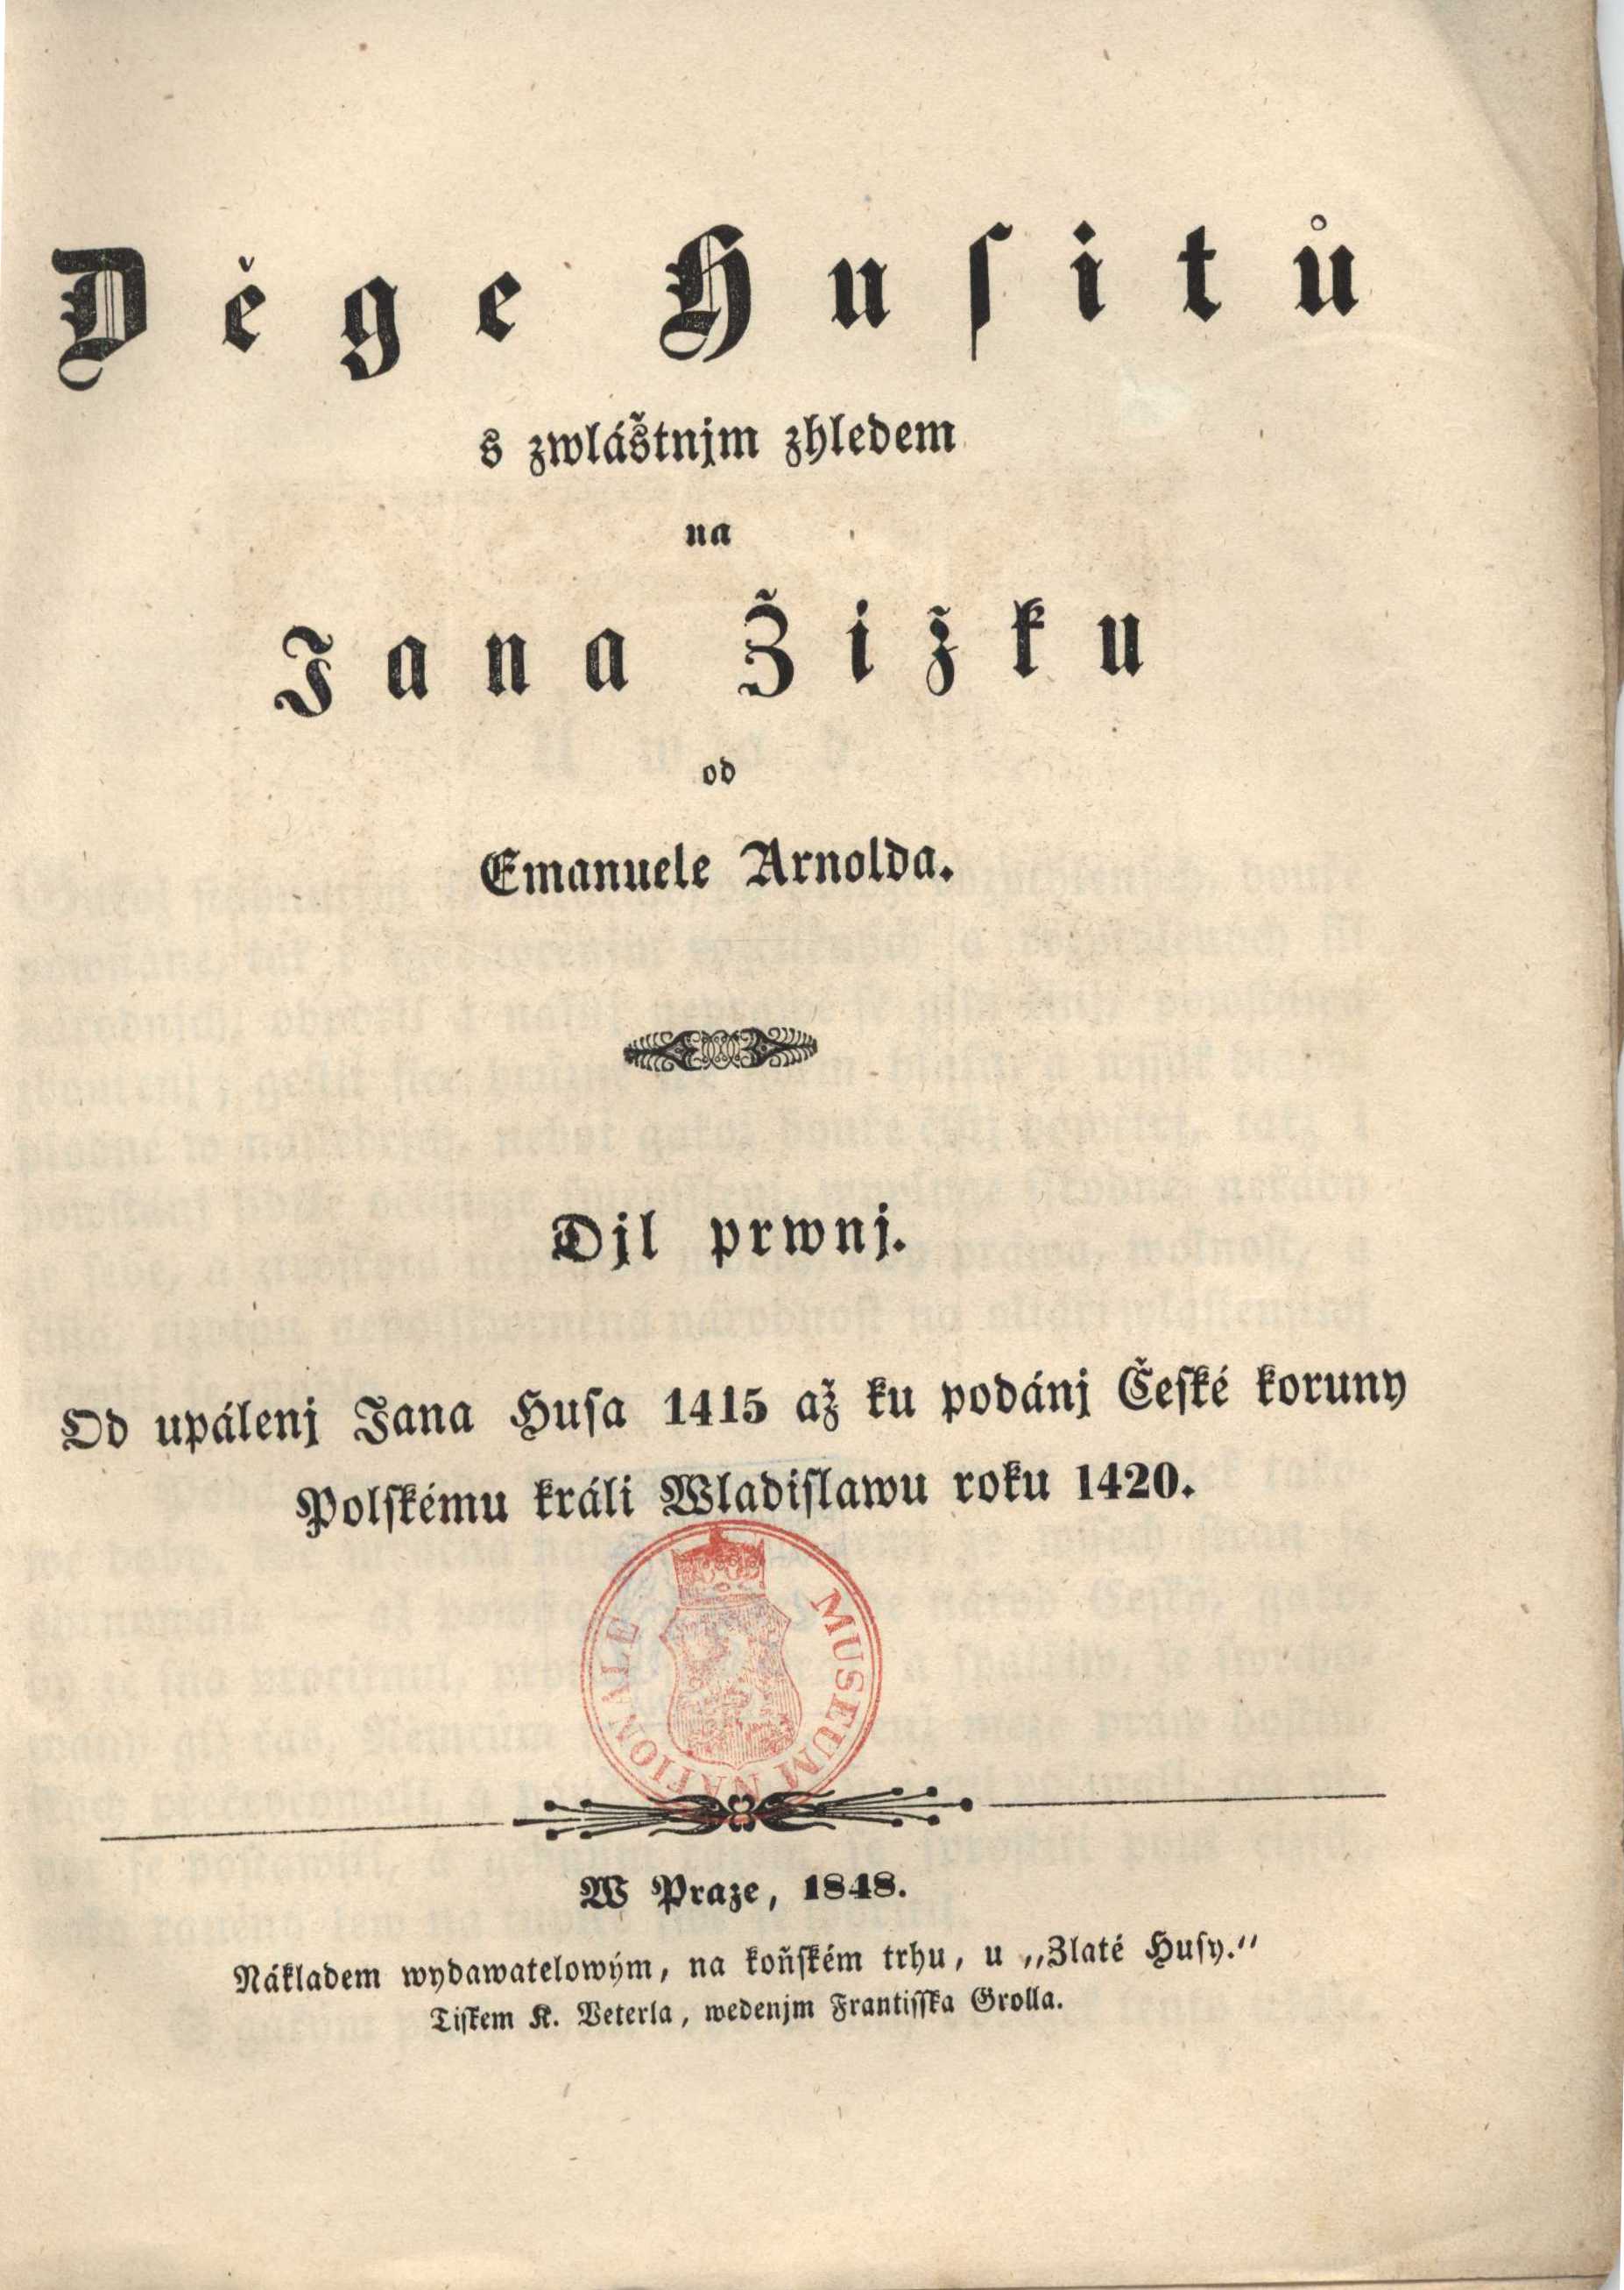 Děge Huſitů
s zwláštnjm zhledem
na
Jana Žižku
od
Emanuele Arnolda.
Djl prwnj.
Od upálenj Jana Huſa 1415 až ku podánj Čeſké koruny
Polſkému králi Wladiſlawu roku 1420.
MUSEUM NATIONALE
W Praze, 1848.
Nákladem wydawatelowým, na koňſkém trhu, u „Zlaté Huſy.“
Tiſkem K. Veterla, wedenjm Frantiſſka Grolla.